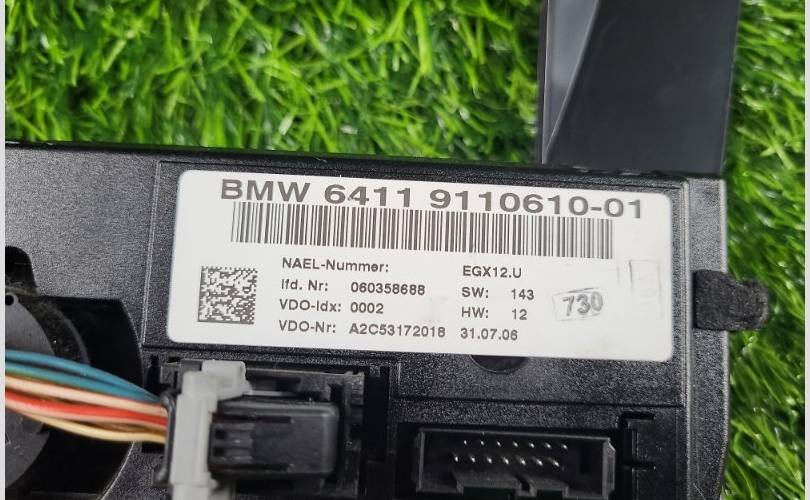 BMW 6411 9110610-01
NAEL-Nummer: EGX12.U
lfd. Nr: 060358688 SW: 143
VDO-Idx: 0002 HW: 12
VDO-Nr: A2C53172018 31.07.06
730